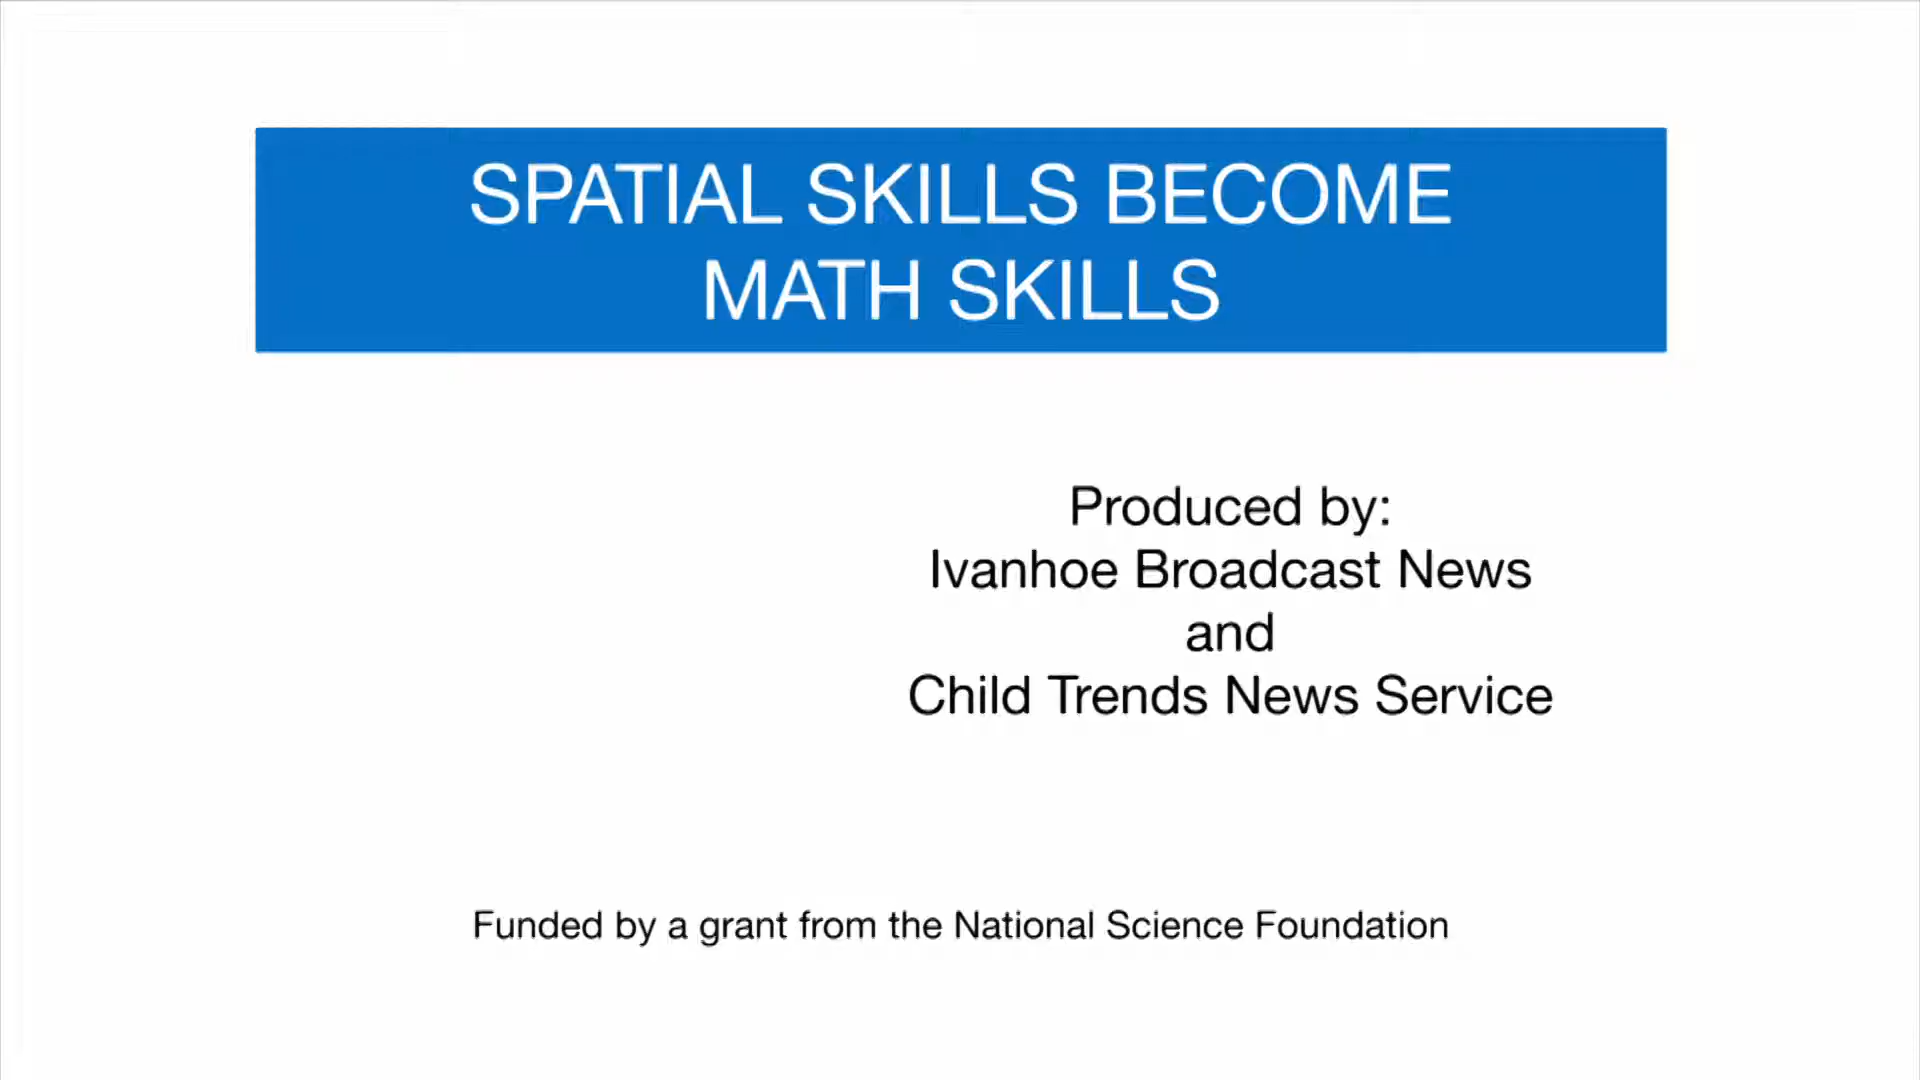 SPATIAL SKILLS BECOME
MATH SKILLS
Produced by:
Ivanhoe Broadcast News
and
Child Trends News Service
Funded by a grant from the National Science Foundation